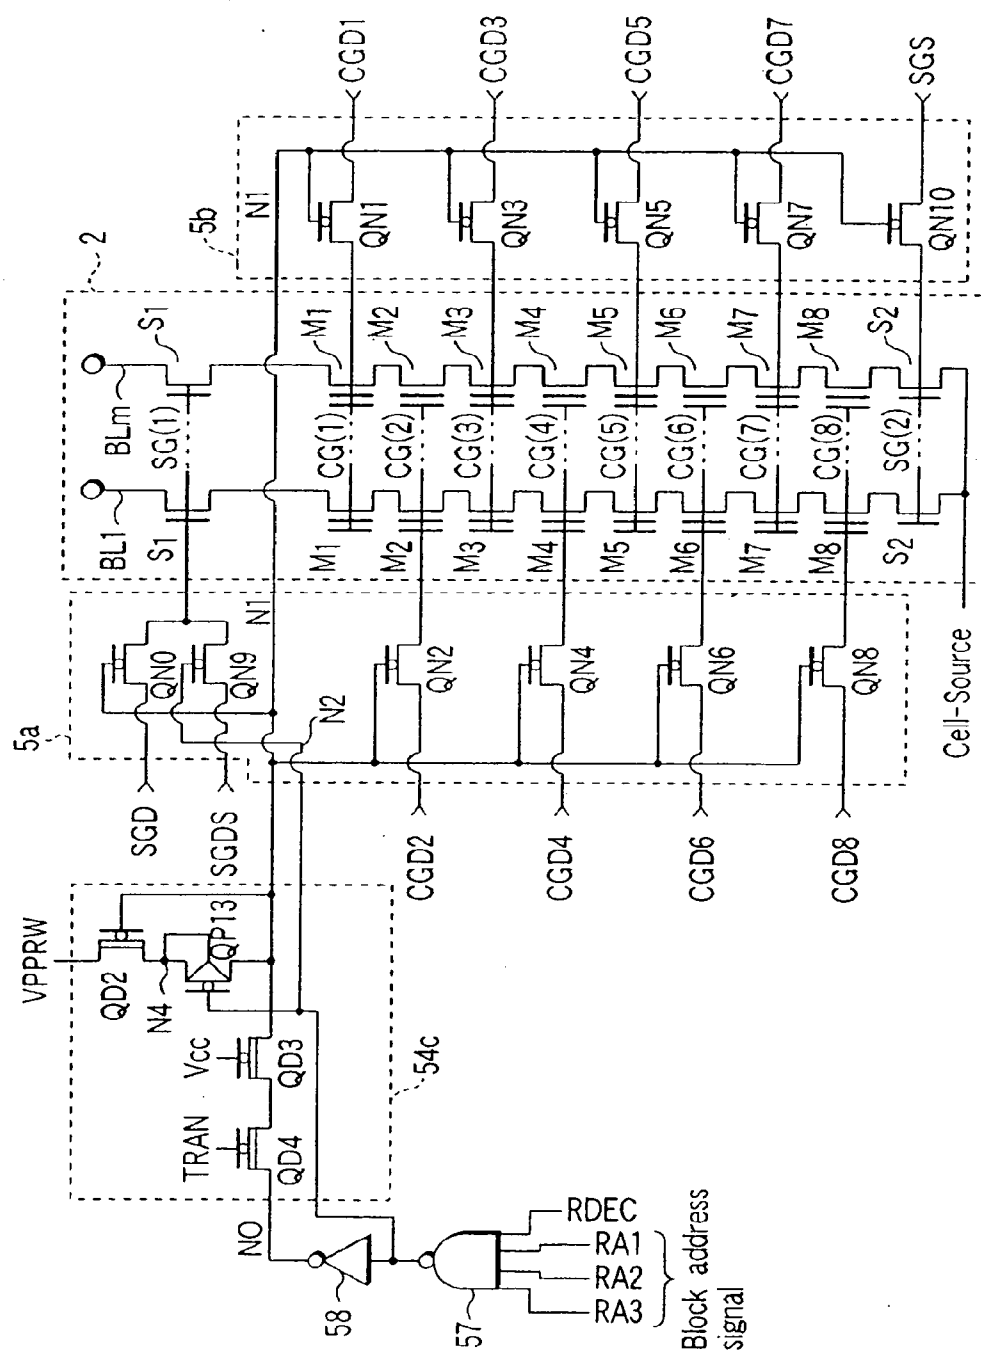 VPPRW
QD2
N4
QP13
Vcc
QD3
TRAN
QD4
54c
N0
58
57
RDEC
RA1
RA2
RA3
Block address
signal
5a
SGD
SGDS
QN0
QN9
N1
N2
CGD2
QN2
CGD4
QN4
CGD6
QN6
CGD8
QN8
Cell-Source
2
BL1
BLm
S1
SG(1)
S1
M1
CG(1)
M1
M2
CG(2)
M2
M3
CG(3)
M3
M4
CG(4)
M4
M5
CG(5)
M5
M6
CG(6)
M6
M7
CG(7)
M7
M8
CG(8)
M8
S2
SG(2)
S2
5b
N1
QN1
CGD1
QN3
CGD3
QN5
CGD5
QN7
CGD7
QN10
SGS